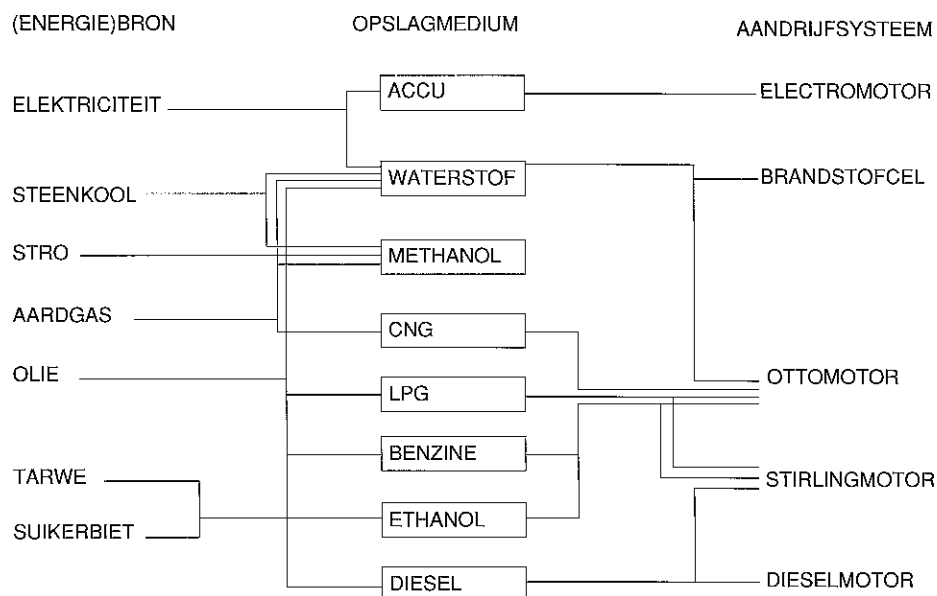 (ENERGIE)BRON OPSLAGMEDIUM AANDRIJFSYSTEEM
ELEKTRICITEIT
STEENKOOL
STRO
AARDGAS
OLIE
TARWE
SUIKERBIET
ACCU
WATERSTOF
METHANOL
CNG
LPG
BENZINE
ETHANOL
DIESEL
ELECTROMOTOR
BRANDSTOFCEL
OTTOMOTOR
STIRLINGMOTOR
DIESELMOTOR